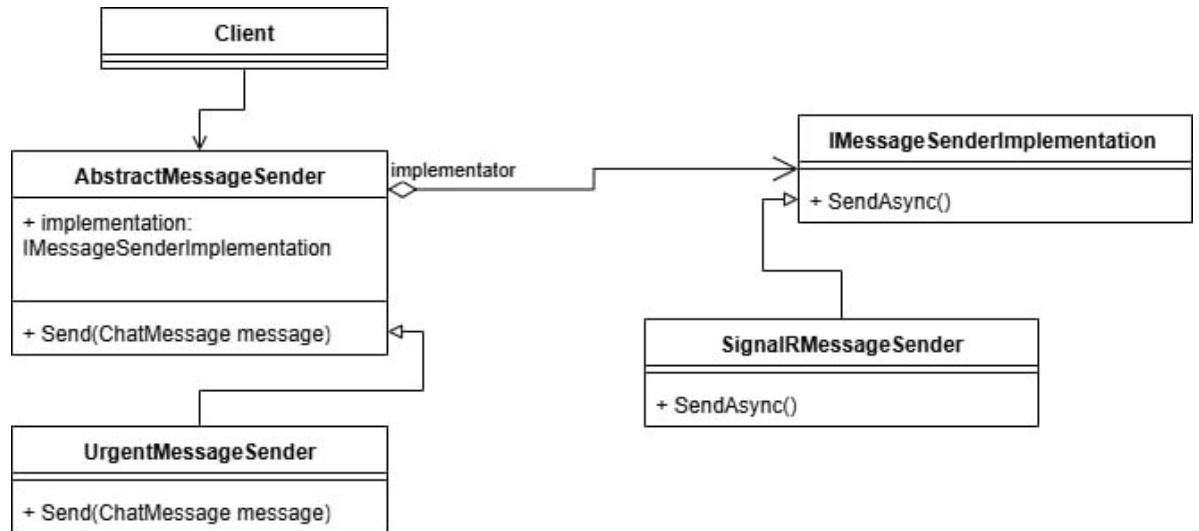 Client
AbstractMessageSender
+ implementation:
IMessageSenderImplementation
+ Send(ChatMessage message)
implementator
IMessageSenderImplementation
+ SendAsync()
SignalRMessageSender
+ SendAsync()
UrgentMessageSender
+ Send(ChatMessage message)